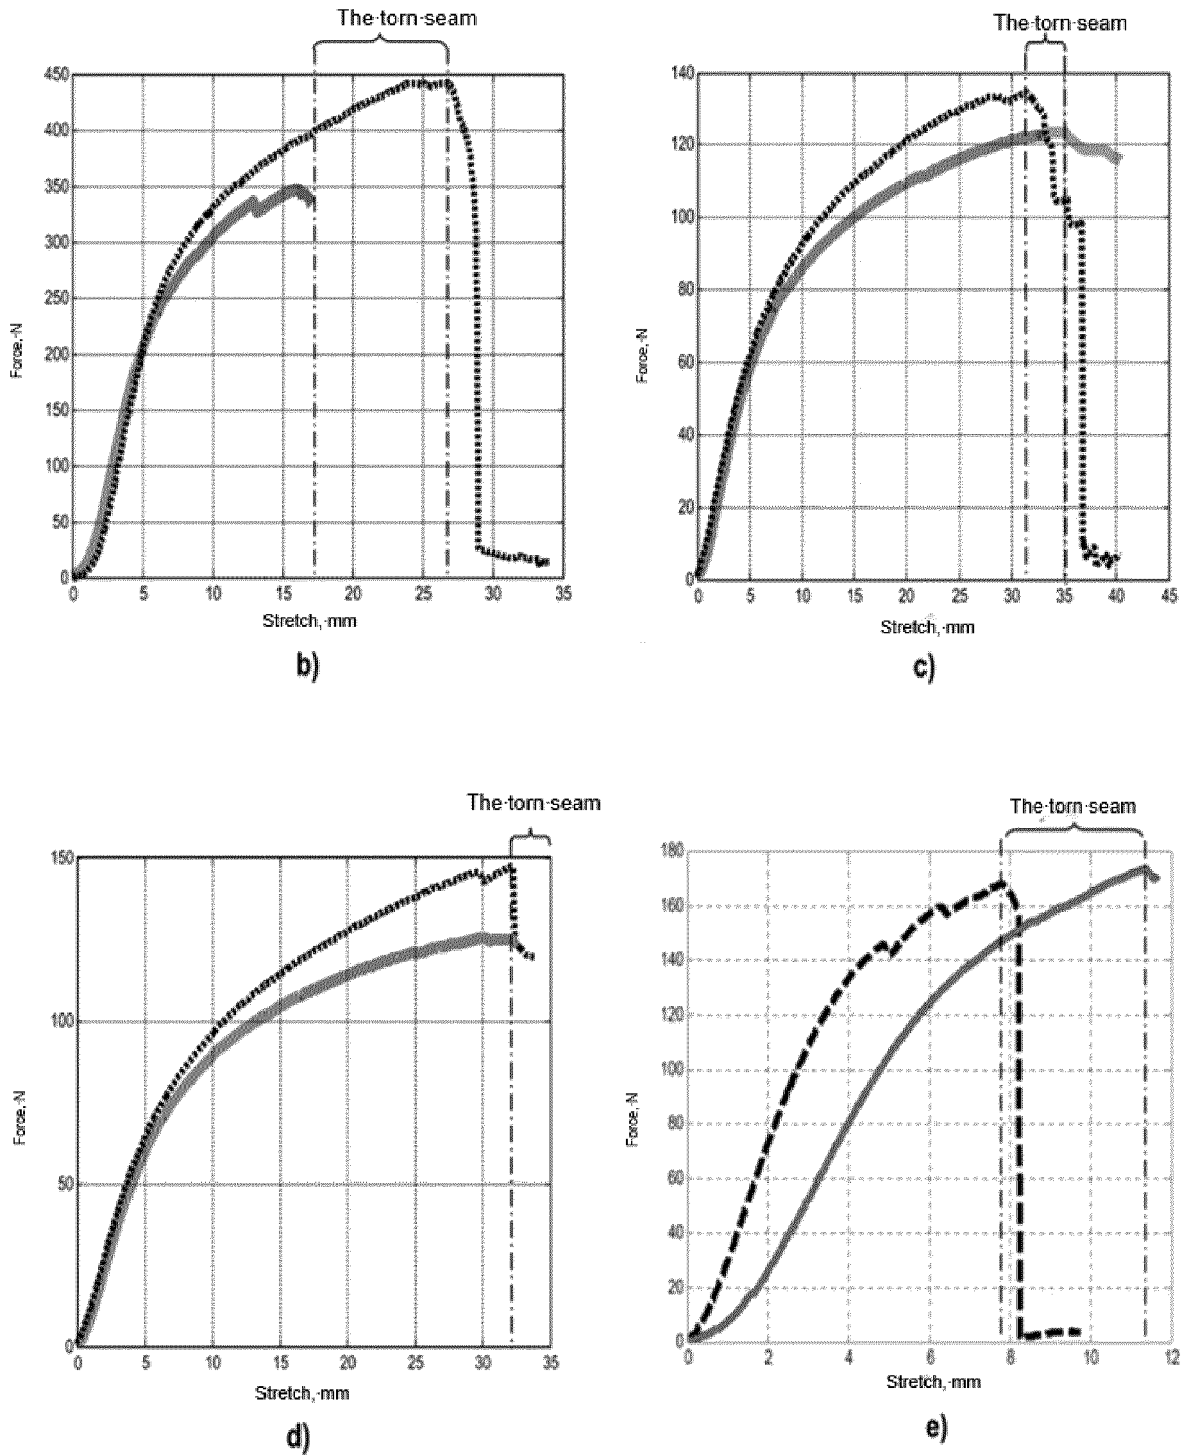 The·torn·seam
450
400
350
300
250
200
150
100
50
0
0 5 10 15 20 25 30 35
Force,·N
Stretch,·mm
b)
The·torn·seam
140
120
100
80
60
40
20
0
0 5 10 15 20 25 30 35 40 45
Force,·N
Stretch,·mm
c)
The·torn·seam
150
100
50
0
0 5 10 15 20 25 30 35
Force,·N
Stretch,·mm
d)
The·torn·seam
180
160
140
120
100
80
60
40
20
0
0 2 4 6 8 10 12
Force,·N
Stretch,·mm
e)